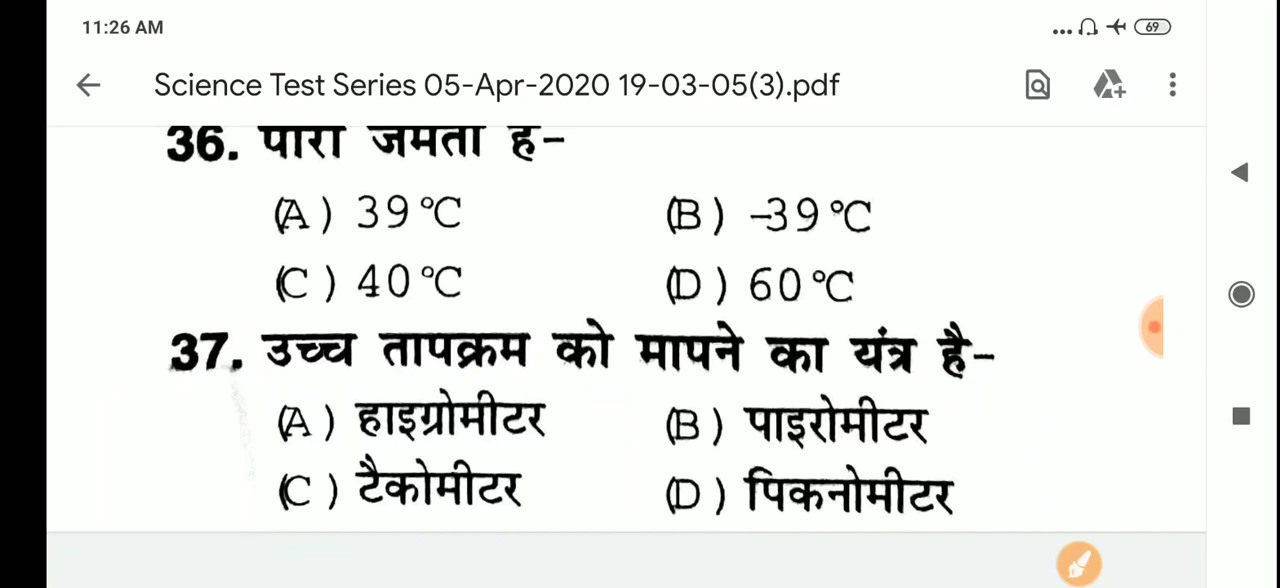 11:26 AM
69
Science Test Series 05-Apr-2020 19-03-05(3).pdf
36. पारा जमता है-
(A) 39°C (B) -39°C
(C) 40°C (D) 60°C
37. उच्च तापक्रम को मापने का यंत्र है-
(A) हाइग्रोमीटर (B) पाइरोमीटर
(C) टैकोमीटर (D) पिकनोमीटर